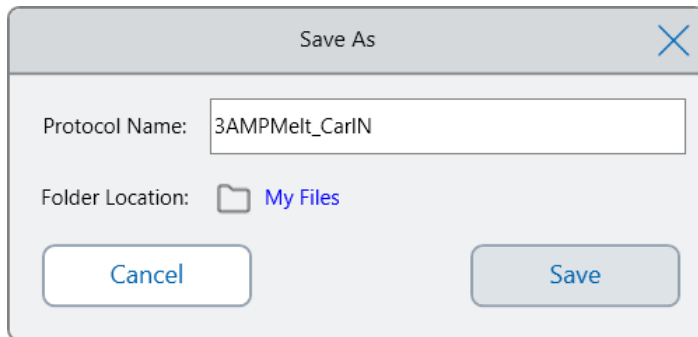 Save As
Protocol Name: 3AMPMelt_CarIN
Folder Location: My Files
Cancel Save